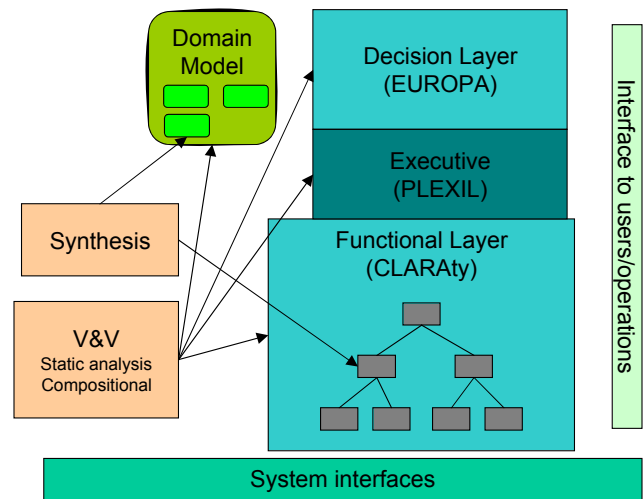 Domain
Model
Decision Layer
(EUROPA)
Executive
(PLEXIL)
Synthesis
Functional Layer
(CLARAty)
V&V
Static analysis
Compositional
Interface to users/operations
System interfaces